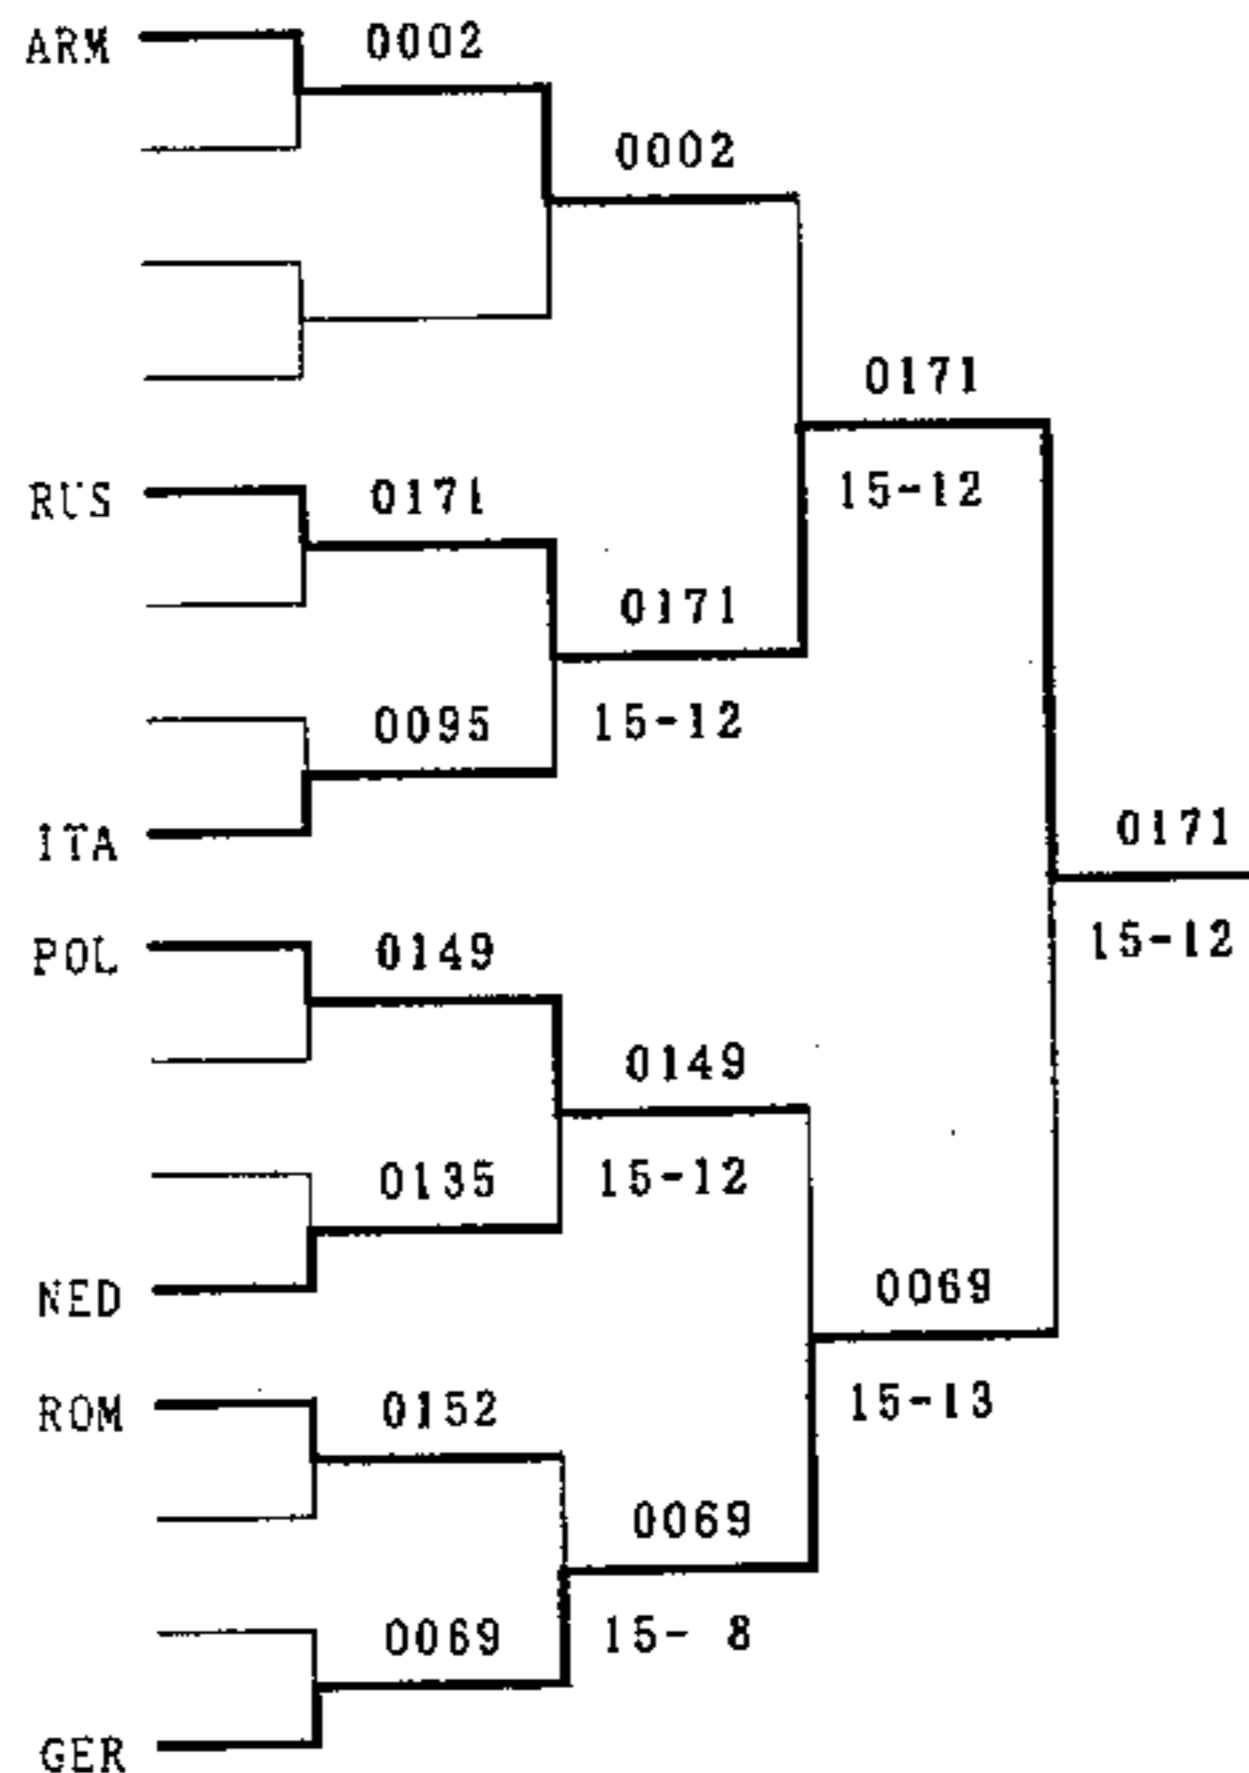 ARM 0002
0002
0171
RUS 0171 15-12
0171
0095 15-12
ITA 0171
POL 0149 15-12
0149
0135 15-12
NED 0069
ROM 0152 15-13
0069
0069 15- 8
GER